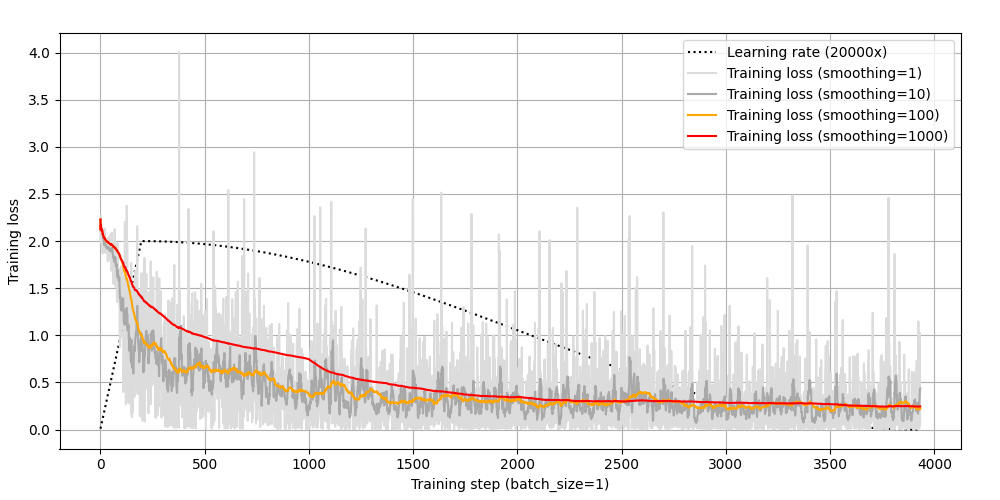 Learning rate (20000x)
Training loss (smoothing=1)
Training loss (smoothing=10)
Training loss (smoothing=100)
Training loss (smoothing=1000)
4.0
3.5
3.0
2.5
2.0
1.5
1.0
0.5
0.0
Training loss
0 500 1000 1500 2000 2500 3000 3500 4000
Training step (batch_size=1)